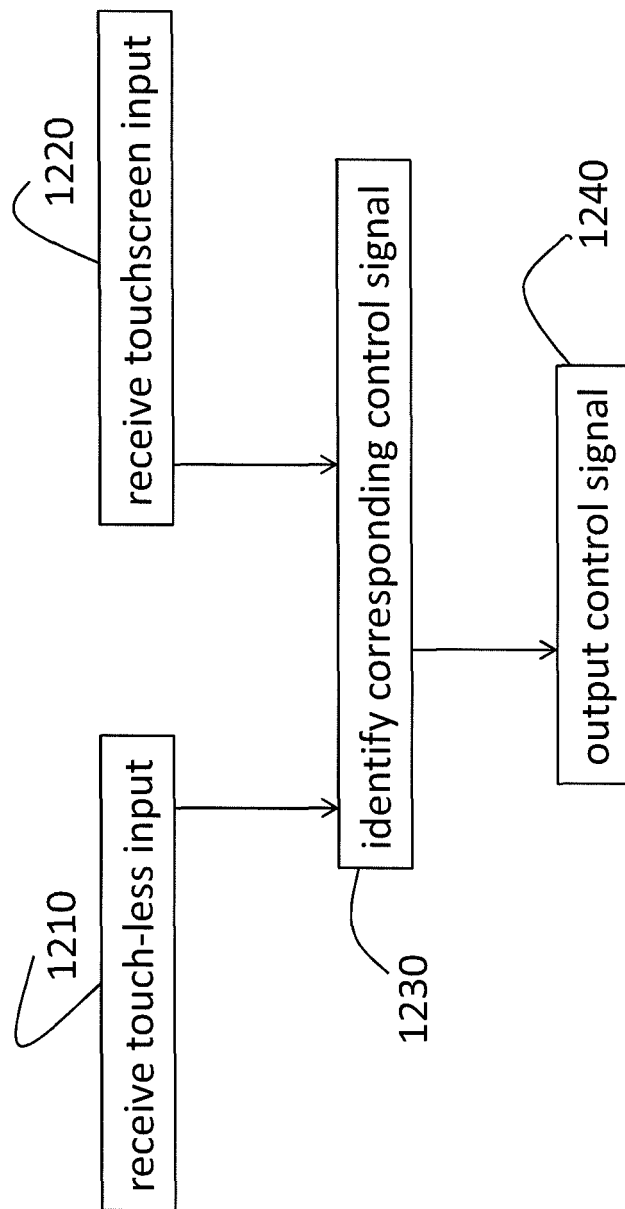 1210
receive touch-less input
1220
receive touchscreen input
1230
identify corresponding control signal
1240
output control signal